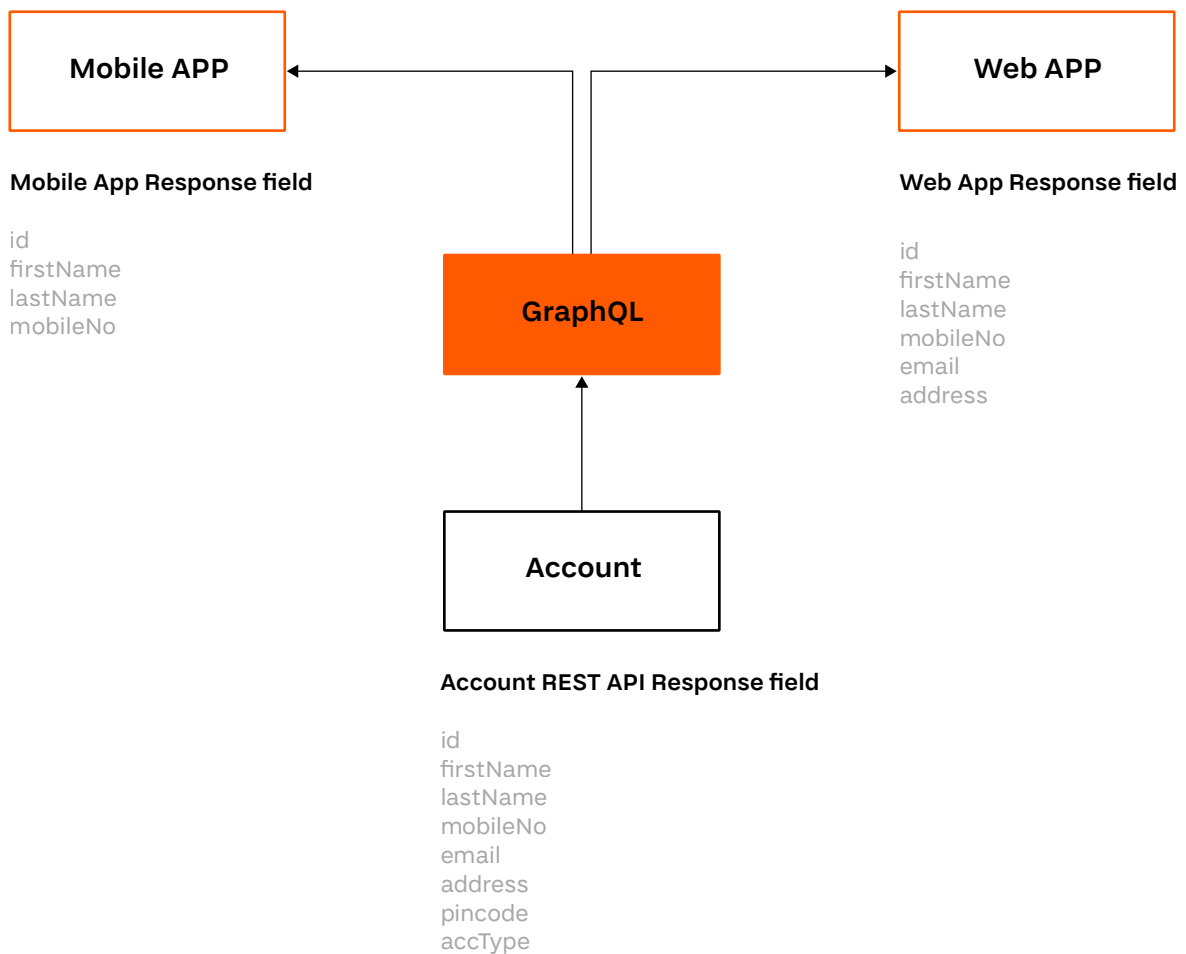 Mobile APP
Web APP
Mobile App Response field
id
firstName
lastName
mobileNo
Web App Response field
id
firstName
lastName
mobileNo
email
address
GraphQL
Account
Account REST API Response field
id
firstName
lastName
mobileNo
email
address
pincode
accType